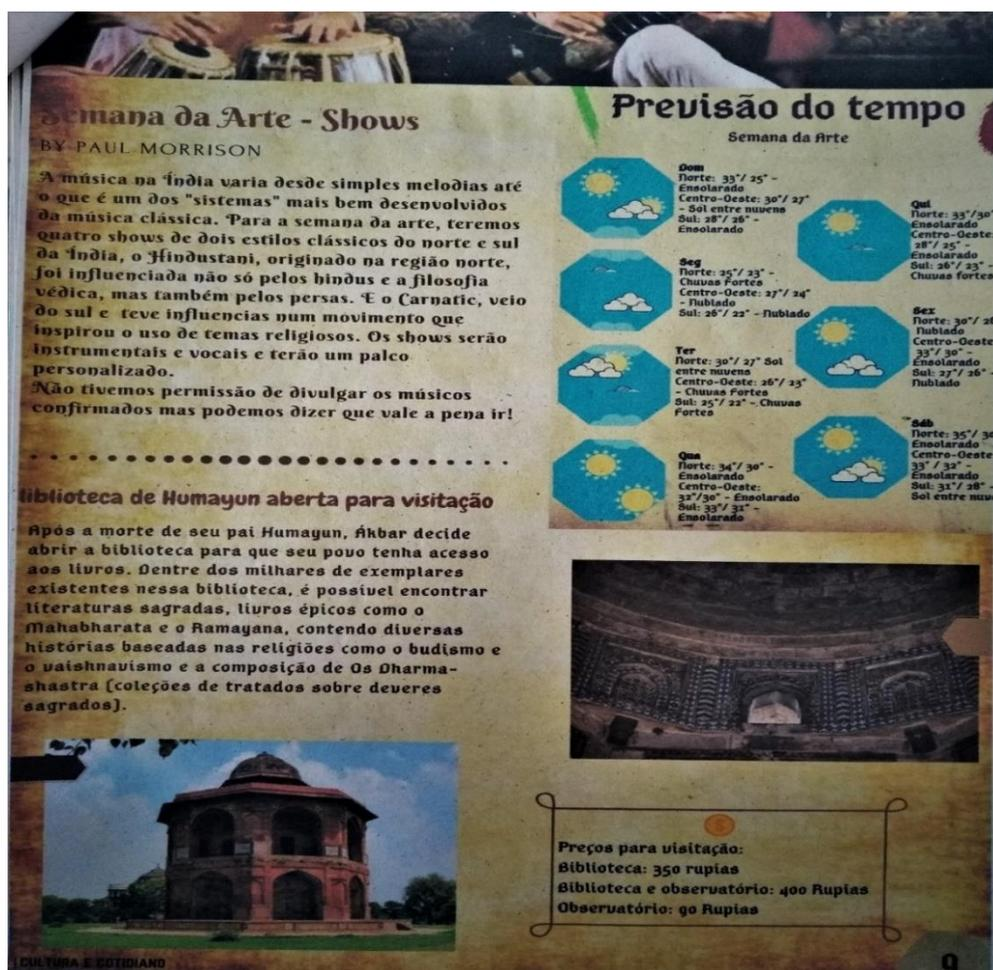 Semana da Arte - Shows
BY PAUL MORRISON
A música na Índia varia desde simples melodias até
o que é um dos "sistemas" mais bem desenvolvidos
da música clássica. Para a semana da arte, teremos
quatro shows de dois estilos clássicos do norte e sul
da Índia, o Hindustani, originado na região norte,
foi influenciada não só pelos hindus e a filosofia
védica, mas também pelos persas. E o Carnatic, veio
do sul e teve influencias num movimento que
inspirou o uso de temas religiosos. Os shows serão
instrumentais e vocais e terão um palco
personalizado.
Não tivemos permissão de divulgar os músicos
confirmados mas podemos dizer que vale a pena ir!
iblioteca de Humayun aberta para visitação
Após a morte de seu pai Humayun, Ákbar decide
abrir a biblioteca para que seu povo tenha acesso
aos livros. Dentre dos milhares de exemplares
existentes nessa biblioteca, é possível encontrar
literaturas sagradas, livros épicos como o
Mahabharata e o Ramayana, contendo diversas
histórias baseadas nas religiões como o budismo e
o vaishnavismo e a composição de Os Dharma-
shastra (coleções de tratados sobre deveres
sagrados).
Previsão do tempo
Semana da Arte
Dom
Norte: 33°/ 25° -
Ensolarado
Centro-Oeste: 30°/ 27°
- Sol entre nuvens
Sul: 28°/ 26° -
Ensolarado
Seg
Norte: 25°/ 23° -
Chuvas Fortes
Centro-Oeste: 27°/ 24°
- Nublado
Sul: 26°/ 22° - Nublado
Ter
Norte: 30°/ 27° Sol
entre nuvens
Centro-Oeste: 26°/ 23°
- Chuvas Fortes
Sul: 25°/ 22° - Chuvas
Fortes
Qua
Norte: 34°/ 30° -
Ensolarado
Centro-Oeste:
32°/30° - Ensolarado
Sul: 33°/ 31° -
Ensolarado
Qui
Norte: 33°/30°
Ensolarado
Centro-Oeste:
28°/ 25° -
Ensolarado
Sul: 26°/ 23° -
Chuvas fortes
Sex
Norte: 30°/
Nublado
Centro-Oeste
33°/ 30° -
Ensolarado
Sul: 27°/ 26° -
Nublado
Sáb
Norte: 35°/
Ensolarado
Centro-Oeste
33° / 32° -
Ensolarado
Sul: 31°/ 28° -
Sol entre
Preços para visitação:
Biblioteca: 350 rupias
Biblioteca e observatório: 400 Rupias
Observatório: 90 Rupias
CULTURA E COTIDIANO
9